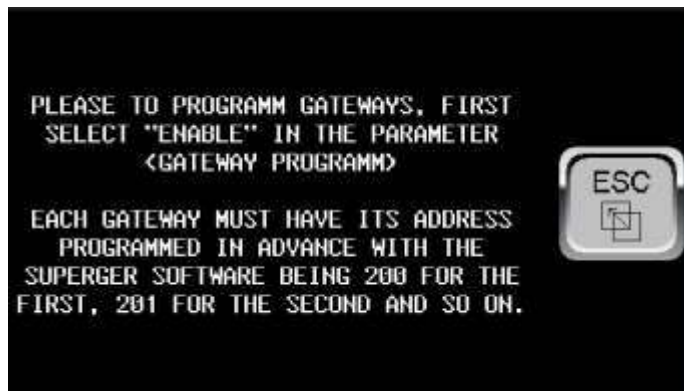 PLEASE TO PROGRAMM GATEWAYS, FIRST
SELECT "ENABLE" IN THE PARAMETER
<GATEWAY PROGRAMM>
EACH GATEWAY MUST HAVE ITS ADDRESS
PROGRAMMED IN ADVANCE WITH THE
SUPERGER SOFTWARE BEING 200 FOR THE
FIRST, 201 FOR THE SECOND AND SO ON.
ESC